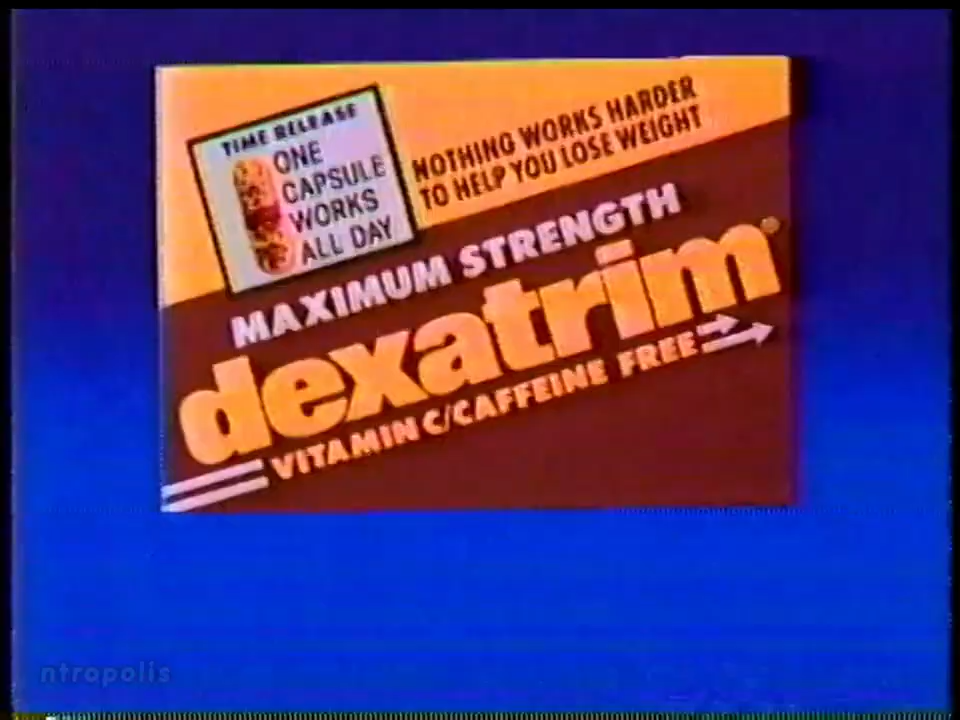 TIME RELEASE
ONE
CAPSULE
WORKS
ALL DAY
NOTHING WORKS HARDER
TO HELP YOU LOSE WEIGHT
MAXIMUM STRENGTH
dexatrim®
VITAMIN C/CAFFEINE FREE
ntropolis